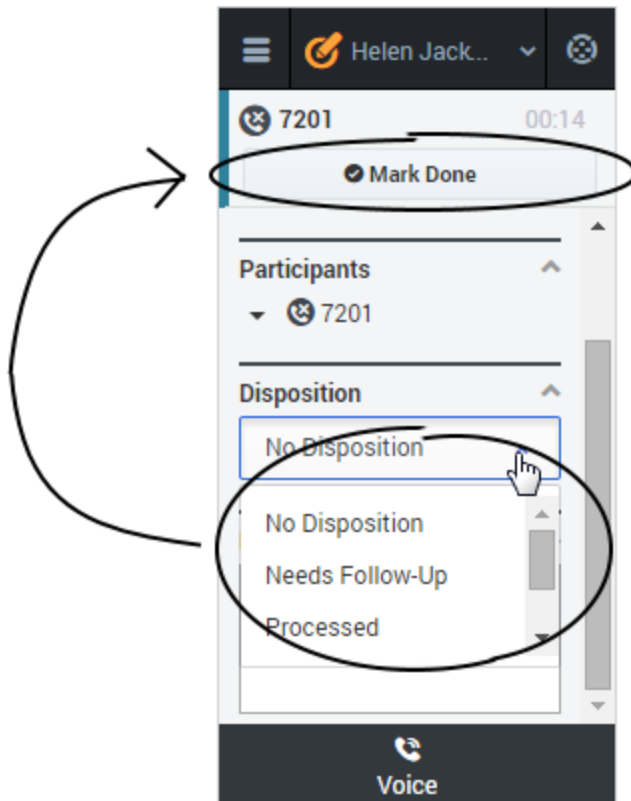 Helen Jack...
7201 00:14
Mark Done
Participants
7201
Disposition
No Disposition
No Disposition
Needs Follow-Up
Processed
Voice